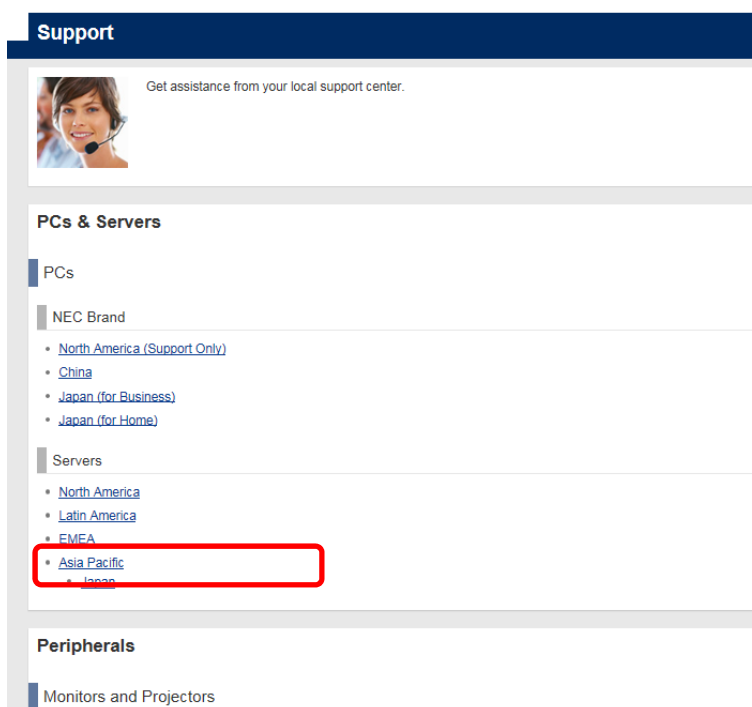 Support
Get assistance from your local support center.
PCs & Servers
PCs
NEC Brand
North America (Support Only)
China
Japan (for Business)
Japan (for Home)
Servers
North America
Latin America
EMEA
Asia Pacific
Japan
Peripherals
Monitors and Projectors